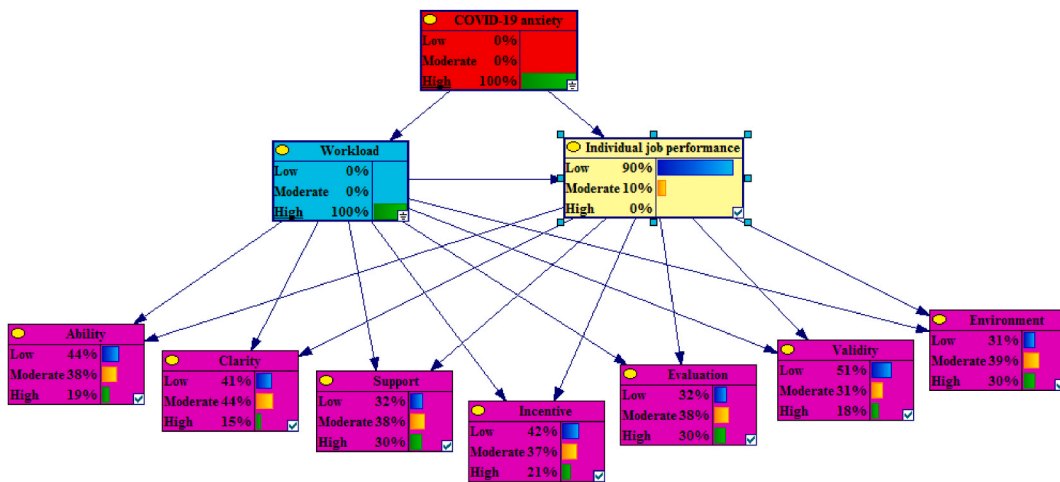 COVID-19 anxiety
Low 0%
Moderate 0%
High 100%
Workload
Low 0%
Moderate 0%
High 100%
Individual job performance
Low 90%
Moderate 10%
High 0%
Ability
Low 44%
Moderate 38%
High 19%
Clarity
Low 41%
Moderate 44%
High 15%
Support
Low 32%
Moderate 38%
High 30%
Incentive
Low 42%
Moderate 37%
High 21%
Evaluation
Low 32%
Moderate 38%
High 30%
Validity
Low 51%
Moderate 31%
High 18%
Environment
Low 31%
Moderate 39%
High 30%